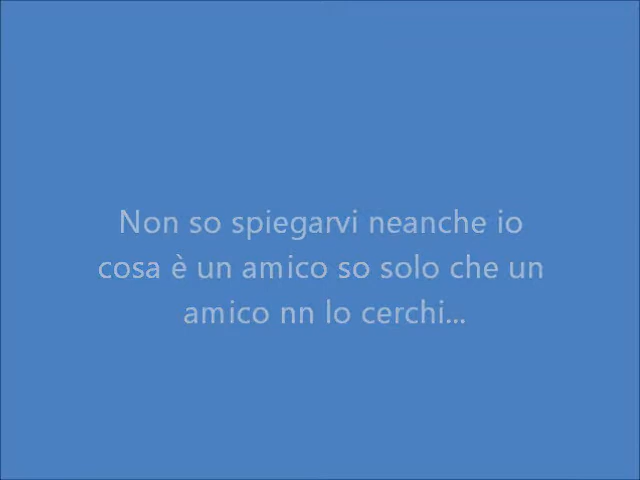 Non so spiegarvi neanche io
cosa è un amico so solo che un
amico nn lo cerchi...